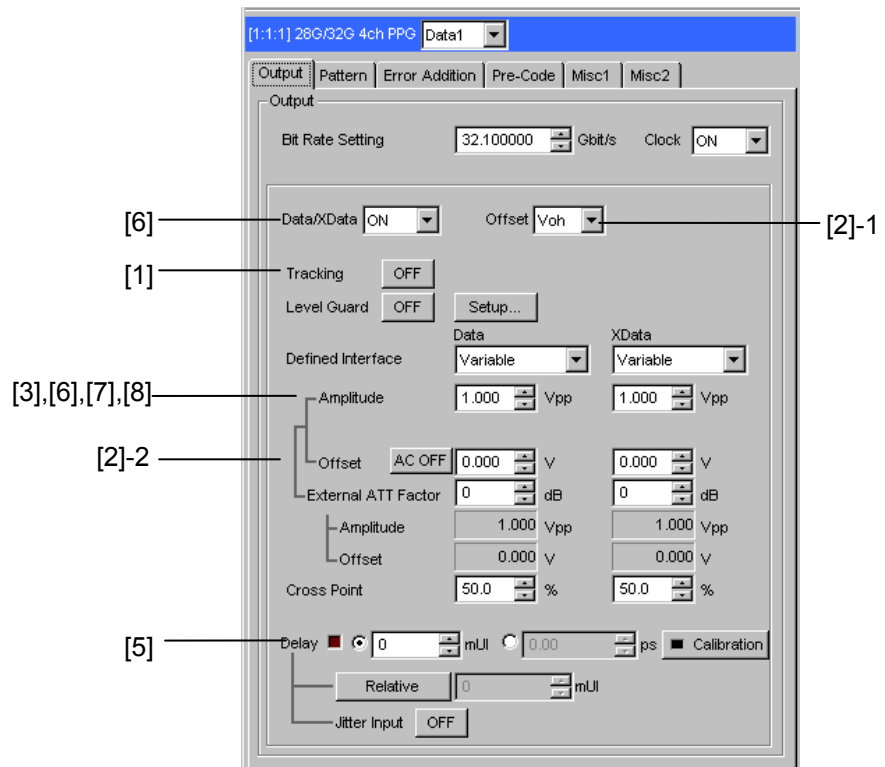 [1:1:1] 28G/32G 4ch PPG Data1
Output Pattern Error Addition Pre-Code Misc1 Misc2
Output
Bit Rate Setting 32.100000 Gbit/s Clock ON
[6] Data/XData ON Offset Voh [2]-1
[1] Tracking OFF
Level Guard OFF Setup...
Data XData
Defined Interface Variable Variable
[3],[6],[7],[8] Amplitude 1.000 Vpp 1.000 Vpp
[2]-2 Offset AC OFF 0.000 V 0.000 V
External ATT Factor 0 dB 0 dB
Amplitude 1.000 Vpp 1.000 Vpp
Offset 0.000 V 0.000 V
Cross Point 50.0 % 50.0 %
[5] Delay 0 mUI 0.00 ps Calibration
Relative 0 mUI
Jitter Input OFF